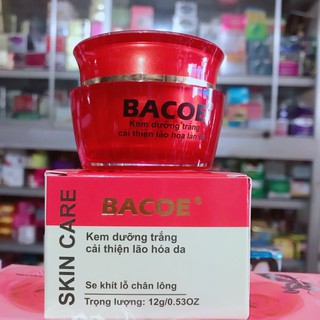 BACOE
Kem dưỡng trắng
cải thiện lão hóa làn da
SKIN CARE
BACOE®
Kem dưỡng trắng
cải thiện lão hóa da
Se khít lỗ chân lông
Trọng lượng: 12g/0.53OZ